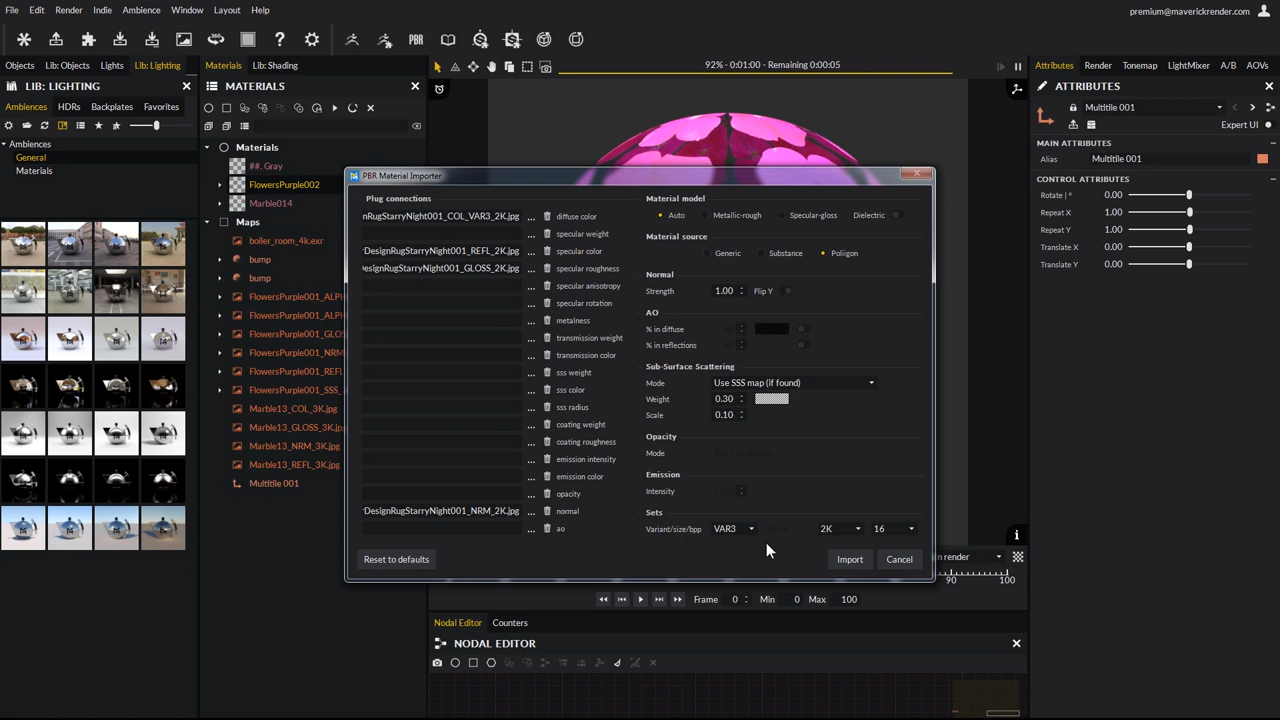 File Edit Render Indie Ambience Window Layout Help
premium@maverickrender.com
PBR
Objects Lib: Objects Lights Lib: Lighting
Materials Lib: Shading
92% - 0:01:00 - Remaining 0:00:05
Attributes Render Tonemap LightMixer A/B AOVs
LIB: LIGHTING
MATERIALS
ATTRIBUTES
Ambiences HDRs Backplates Favorites
Multitile 001
Expert UI
Ambiences
General
Materials
Materials
##. Gray
FlowersPurple002
Marble014
Maps
boiler_room_4k.exr
bump
bump
FlowersPurple001_ALPH
FlowersPurple001_ALPH
FlowersPurple001_GLOS
FlowersPurple001_NRM
FlowersPurple001_REFL
FlowersPurple001_SSS_
Marble13_COL_3K.jpg
Marble13_GLOSS_3K.jp
Marble13_NRM_3K.jpg
Marble13_REFL_3K.jpg
Multitile 001
MAIN ATTRIBUTES
Alias Multitile 001
CONTROL ATTRIBUTES
Rotate | ° 0.00
Repeat X 1.00
Repeat Y 1.00
Translate X 0.00
Translate Y 0.00
PBR Material Importer
Plug connections
nRugStarryNight001_COL_VAR3_2K.jpg ... diffuse color
... specular weight
DesignRugStarryNight001_REFL_2K.jpg ... specular color
esignRugStarryNight001_GLOSS_2K.jpg ... specular roughness
... specular anisotropy
... specular rotation
... metalness
... transmission weight
... transmission color
... sss weight
... sss color
... sss radius
... coating weight
... coating roughness
... emission intensity
... emission color
... opacity
DesignRugStarryNight001_NRM_2K.jpg ... normal
... ao
Material model
Auto Metallic-rough Specular-gloss Dielectric
Material source
Generic Substance Poliigon
Normal
Strength 1.00 Flip Y
AO
% in diffuse
% in reflections
Sub-Surface Scattering
Mode Use SSS map (if found)
Weight 0.30
Scale 0.10
Opacity
Mode
Emission
Intensity
Sets
Variant/size/bpp VAR3 2K 16
Reset to defaults Import Cancel
n render
90 100
Frame 0 Min 0 Max 100
Nodal Editor Counters
NODAL EDITOR